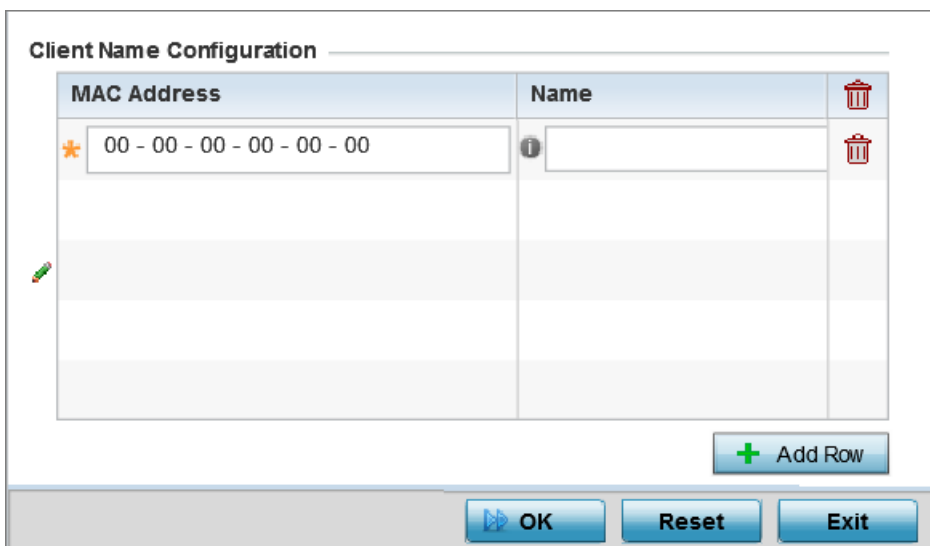 Client Name Configuration
MAC Address Name
00 - 00 - 00 - 00 - 00 - 00
Add Row
OK Reset Exit